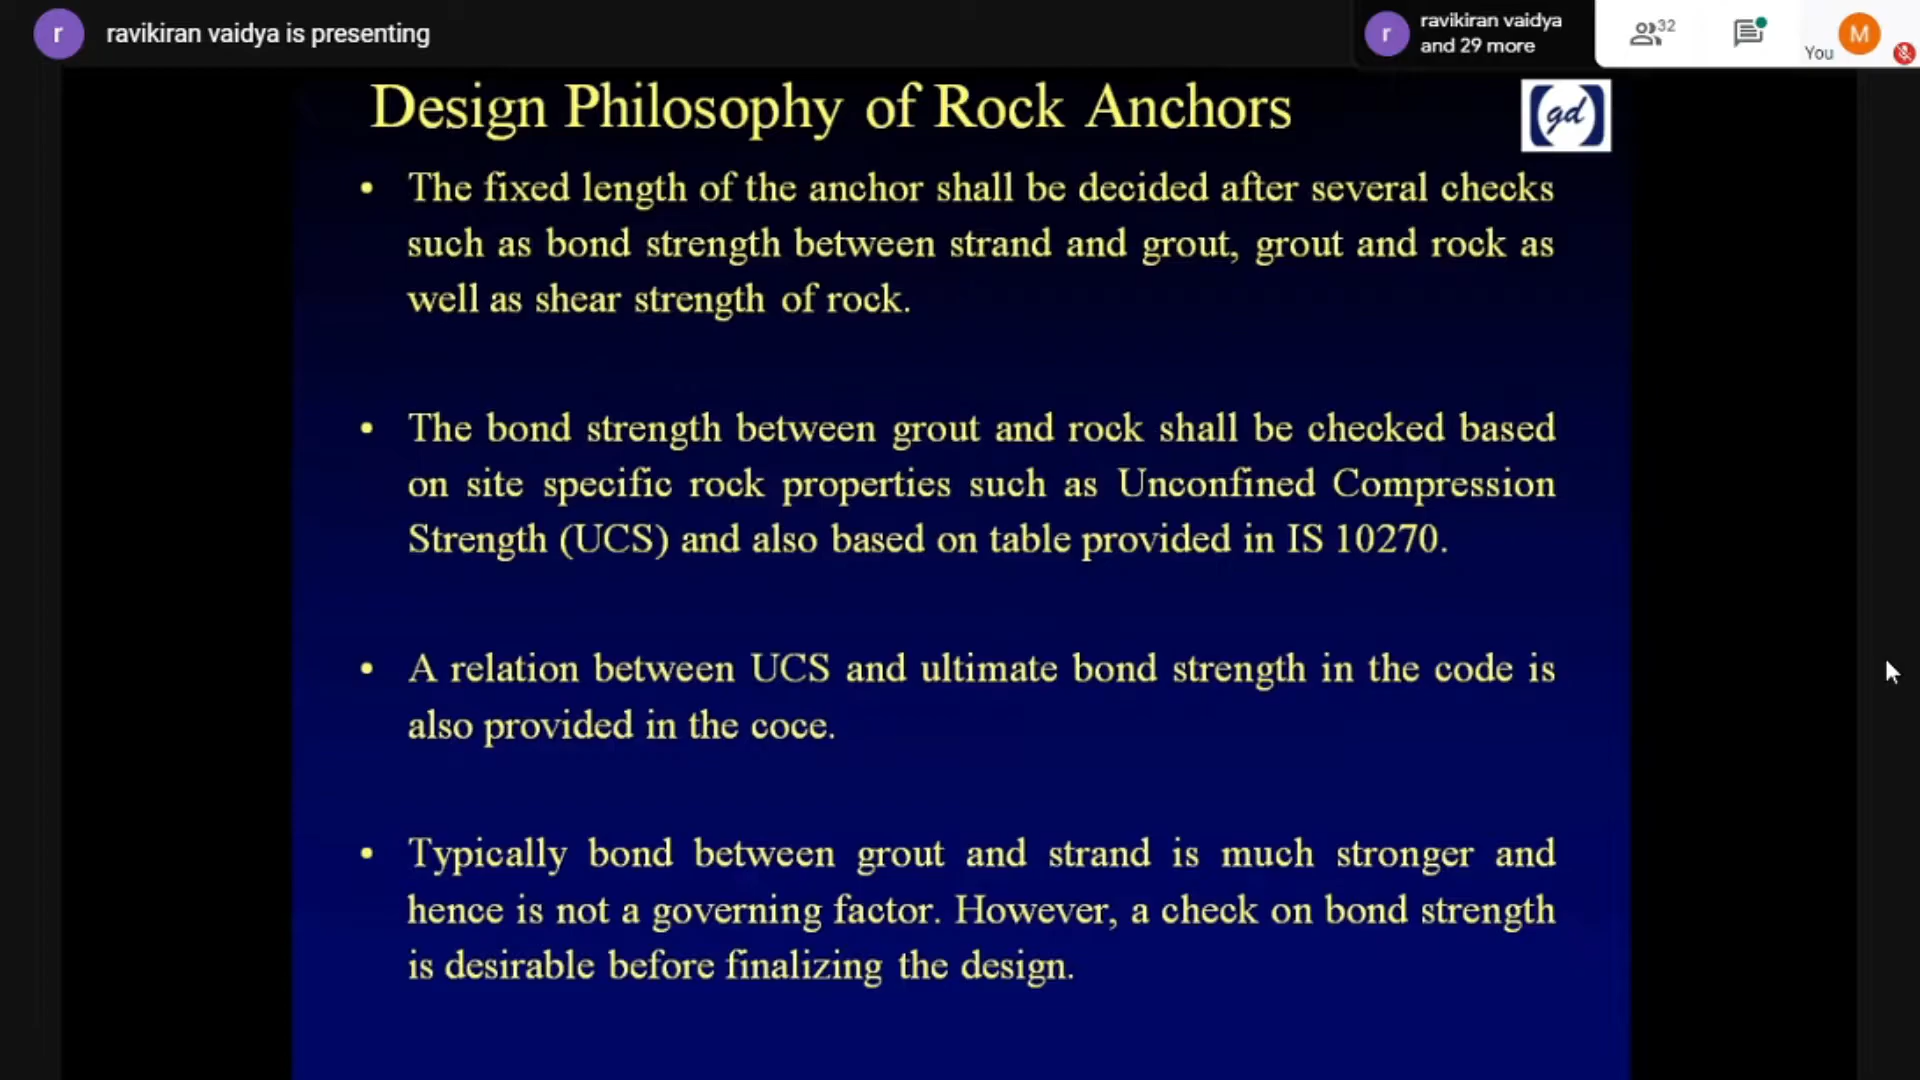 r
ravikiran vaidya is presenting
r
ravikiran vaidya
and 29 more
32
You
M
Design Philosophy of Rock Anchors
gd
• The fixed length of the anchor shall be decided after several checks
such as bond strength between strand and grout, grout and rock as
well as shear strength of rock.
• The bond strength between grout and rock shall be checked based
on site specific rock properties such as Unconfined Compression
Strength (UCS) and also based on table provided in IS 10270.
• A relation between UCS and ultimate bond strength in the code is
also provided in the coce.
• Typically bond between grout and strand is much stronger and
hence is not a governing factor. However, a check on bond strength
is desirable before finalizing the design.